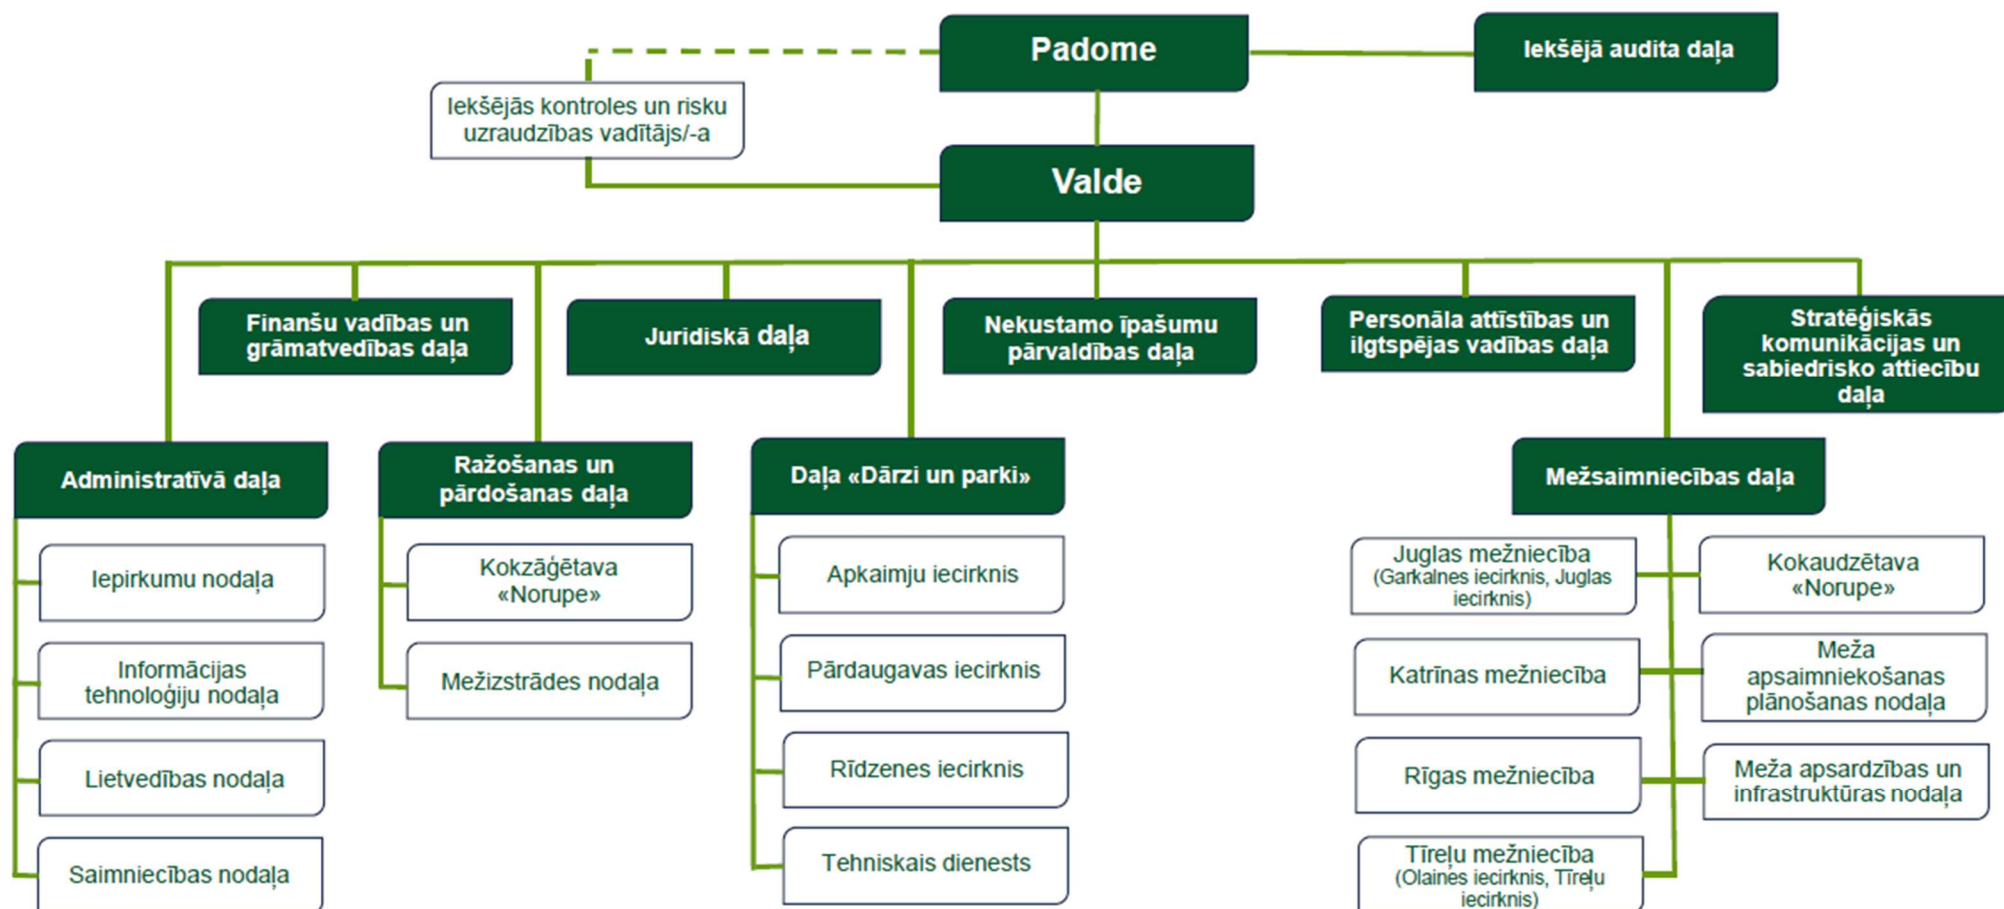 Padome
Iekšējā audita daļa
Iekšējās kontroles un risku
uzraudzības vadītājs/-a
Valde
Finanšu vadības un
grāmatvedības daļa
Juridiskā daļa
Nekustamo īpašumu
pārvaldības daļa
Personāla attīstības un
ilgtspējas vadības daļa
Stratēģiskās
komunikācijas un
sabiedrisko attiecību
daļa
Administratīvā daļa
Iepirkumu nodaļa
Informācijas
tehnoloģiju nodaļa
Lietvedības nodaļa
Saimniecības nodaļa
Ražošanas un
pārdošanas daļa
Kokzāģētava
«Norupe»
Mežizstrādes nodaļa
Daļa «Dārzi un parki»
Apkaimju iecirknis
Pārdaugavas iecirknis
Rīdzenes iecirknis
Tehniskais dienests
Mežsaimniecības daļa
Juglas mežniecība
(Garkalnes iecirknis, Juglas
iecirknis)
Katrīnas mežniecība
Rīgas mežniecība
Tīreļu mežniecība
(Olaines iecirknis, Tīreļu
iecirknis)
Kokaudzētava
«Norupe»
Meža
apsaimniekošanas
plānošanas nodaļa
Meža apsardzības un
infrastruktūras nodaļa